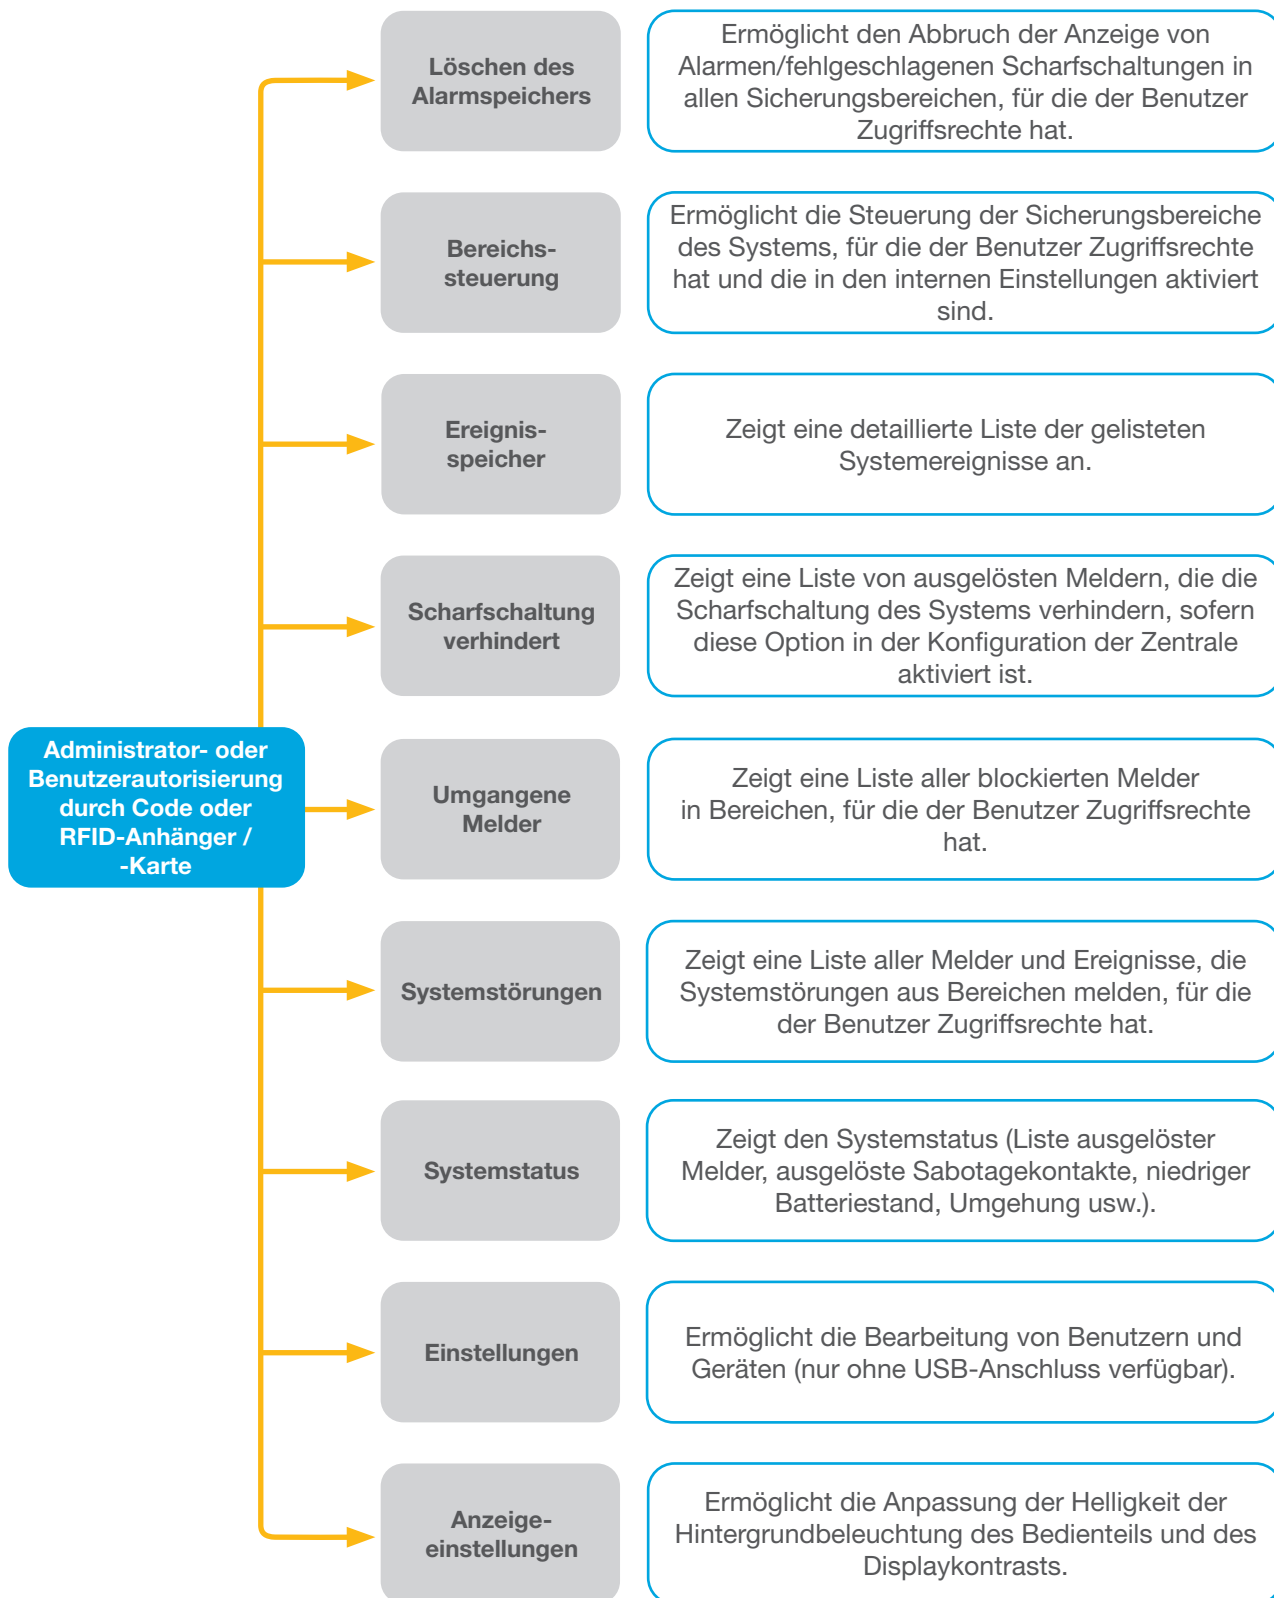 Löschen des
Alarmspeichers
Ermöglicht den Abbruch der Anzeige von
Alarmen/fehlgeschlagenen Scharfschaltungen in
allen Sicherungsbereichen, für die der Benutzer
Zugriffsrechte hat.
Bereichs-
steuerung
Ermöglicht die Steuerung der Sicherungsbereiche
des Systems, für die der Benutzer Zugriffsrechte
hat und die in den internen Einstellungen aktiviert
sind.
Ereignis-
speicher
Zeigt eine detaillierte Liste der gelisteten
Systemereignisse an.
Scharfschaltung
verhindert
Zeigt eine Liste von ausgelösten Meldern, die die
Scharfschaltung des Systems verhindern, sofern
diese Option in der Konfiguration der Zentrale
aktiviert ist.
Administrator- oder
Benutzerautorisierung
durch Code oder
RFID-Anhänger /
-Karte
Umgangene
Melder
Zeigt eine Liste aller blockierten Melder
in Bereichen, für die der Benutzer Zugriffsrechte
hat.
Systemstörungen
Zeigt eine Liste aller Melder und Ereignisse, die
Systemstörungen aus Bereichen melden, für die
der Benutzer Zugriffsrechte hat.
Systemstatus
Zeigt den Systemstatus (Liste ausgelöster
Melder, ausgelöste Sabotagekontakte, niedriger
Batteriestand, Umgehung usw.).
Einstellungen
Ermöglicht die Bearbeitung von Benutzern und
Geräten (nur ohne USB-Anschluss verfügbar).
Anzeige-
einstellungen
Ermöglicht die Anpassung der Helligkeit der
Hintergrundbeleuchtung des Bedienteils und des
Displaykontrasts.